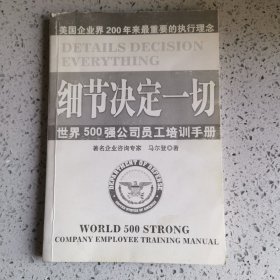 美国企业界200年来最重要的执行理念
DETAILS DECISION
EVERYTHING
细节决定一切
世界500强公司员工培训手册
著名企业咨询专家 马尔登著
WORLD 500 STRONG
COMPANY EMPLOYEE TRAINING MANUAL